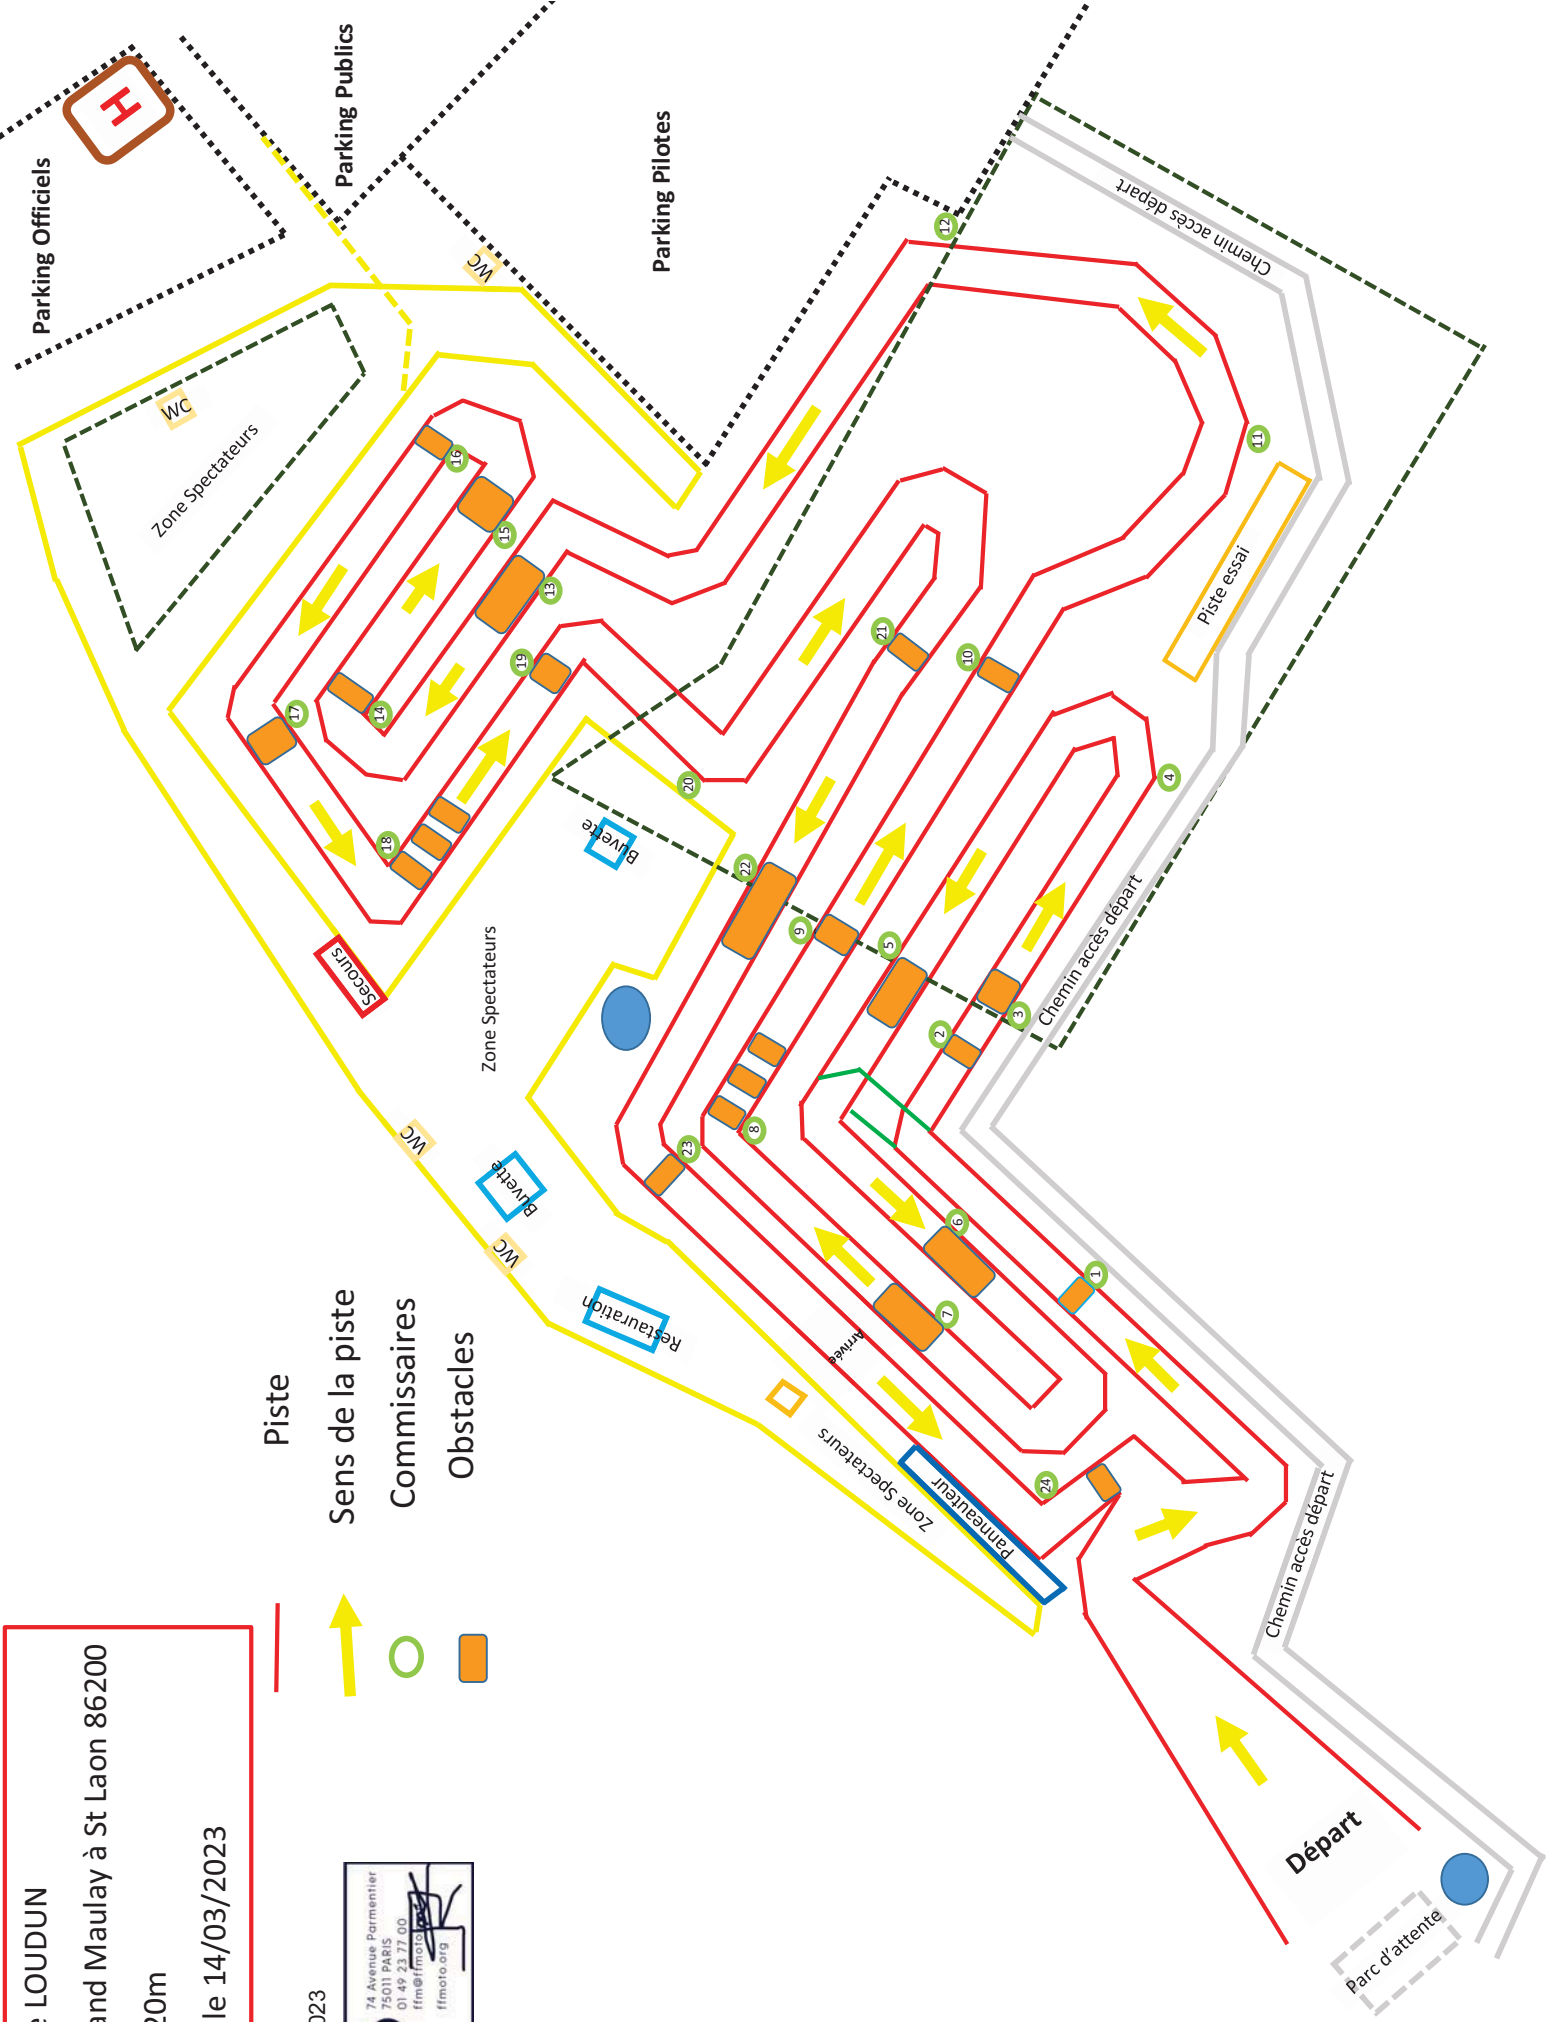 LOUDUN
and Maulay à St Laon 86200
20m
le 14/03/2023
023
74 Avenue Parmentier
75011 PARIS
01 49 23 77 00
ffm@ffmoto
ffmoto.org
Piste
Sens de la piste
Commissaires
Obstacles
Parking Officiels
H
Parking Publics
Parking Pilotes
WC
WC
Zone Spectateurs
Secours
Zone Spectateurs
Buvette
WC
Buvette
WC
Restauration
Zone Spectateurs
Arrivée
Panneauteur
Chemin accès départ
Piste essai
Chemin accès départ
Chemin accès départ
Départ
Parc d'attente
1
2
3
4
5
6
7
8
9
10
11
12
13
14
15
16
17
18
19
20
21
22
23
24